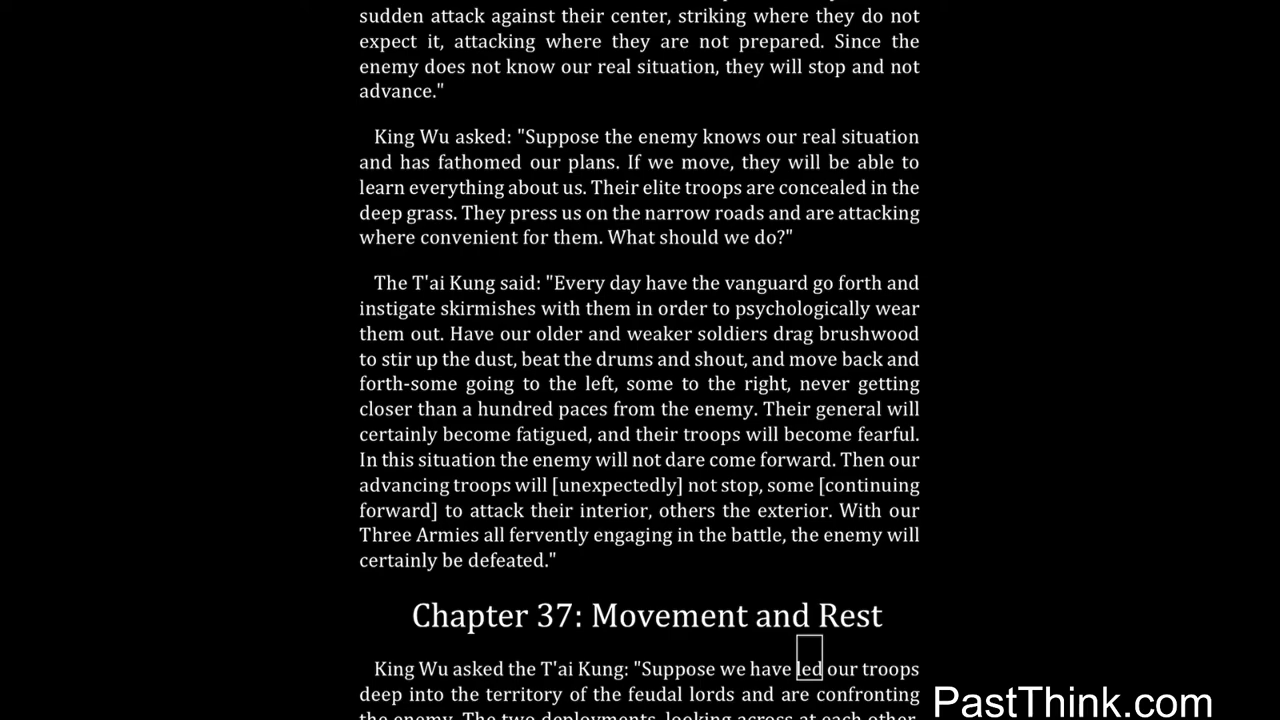 sudden attack against their center, striking where they do not
expect it, attacking where they are not prepared. Since the
enemy does not know our real situation, they will stop and not
advance."
King Wu asked: "Suppose the enemy knows our real situation
and has fathomed our plans. If we move, they will be able to
learn everything about us. Their elite troops are concealed in the
deep grass. They press us on the narrow roads and are attacking
where convenient for them. What should we do?"
The T'ai Kung said: "Every day have the vanguard go forth and
instigate skirmishes with them in order to psychologically wear
them out. Have our older and weaker soldiers drag brushwood
to stir up the dust, beat the drums and shout, and move back and
forth-some going to the left, some to the right, never getting
closer than a hundred paces from the enemy. Their general will
certainly become fatigued, and their troops will become fearful.
In this situation the enemy will not dare come forward. Then our
advancing troops will [unexpectedly] not stop, some [continuing
forward] to attack their interior, others the exterior. With our
Three Armies all fervently engaging in the battle, the enemy will
certainly be defeated."
Chapter 37: Movement and Rest
King Wu asked the T'ai Kung: "Suppose we have led our troops
deep into the territory of the feudal lords and are confronting
the enemy. The two deployments, looking across at each other,
PastThink.com